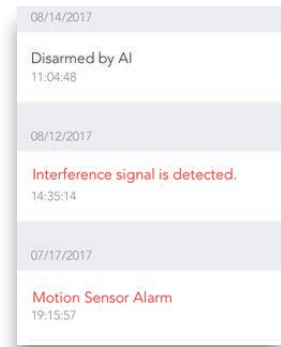 08/14/2017
Disarmed by AI
11:04:48
08/12/2017
Interference signal is detected.
14:35:14
07/17/2017
Motion Sensor Alarm
19:15:57